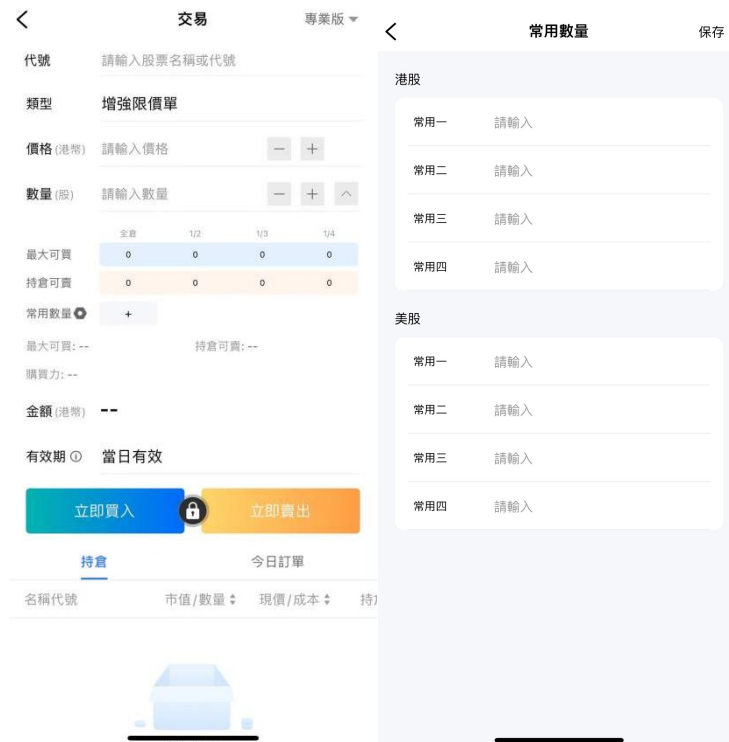 交易
專業版
代號 請輸入股票名稱或代號
類型 增強限價單
價格(港幣) 請輸入價格 − +
數量(股) 請輸入數量 − +
全倉 1/2 1/3 1/4
最大可買 0 0 0 0
持倉可賣 0 0 0 0
常用數量 +
最大可買: -- 持倉可賣: --
購買力: --
金額(港幣) --
有效期 當日有效
立即買入 立即賣出
持倉 今日訂單
名稱代號 市值/數量 現價/成本
常用數量 保存
港股
常用一 請輸入
常用二 請輸入
常用三 請輸入
常用四 請輸入
美股
常用一 請輸入
常用二 請輸入
常用三 請輸入
常用四 請輸入